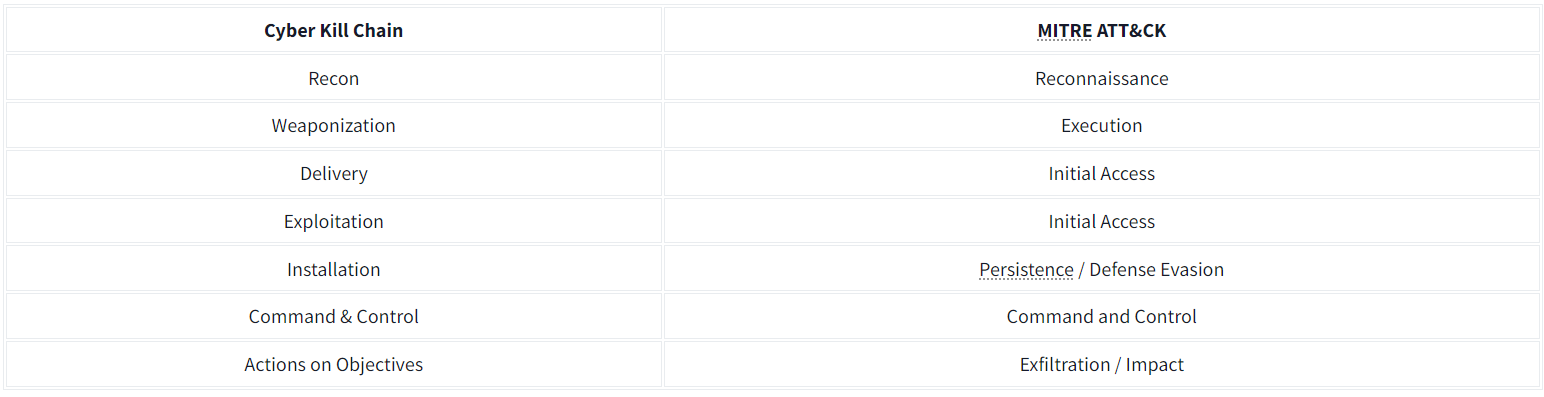 Cyber Kill Chain MITRE ATT&CK
Recon Reconnaissance
Weaponization Execution
Delivery Initial Access
Exploitation Initial Access
Installation Persistence / Defense Evasion
Command & Control Command and Control
Actions on Objectives Exfiltration / Impact